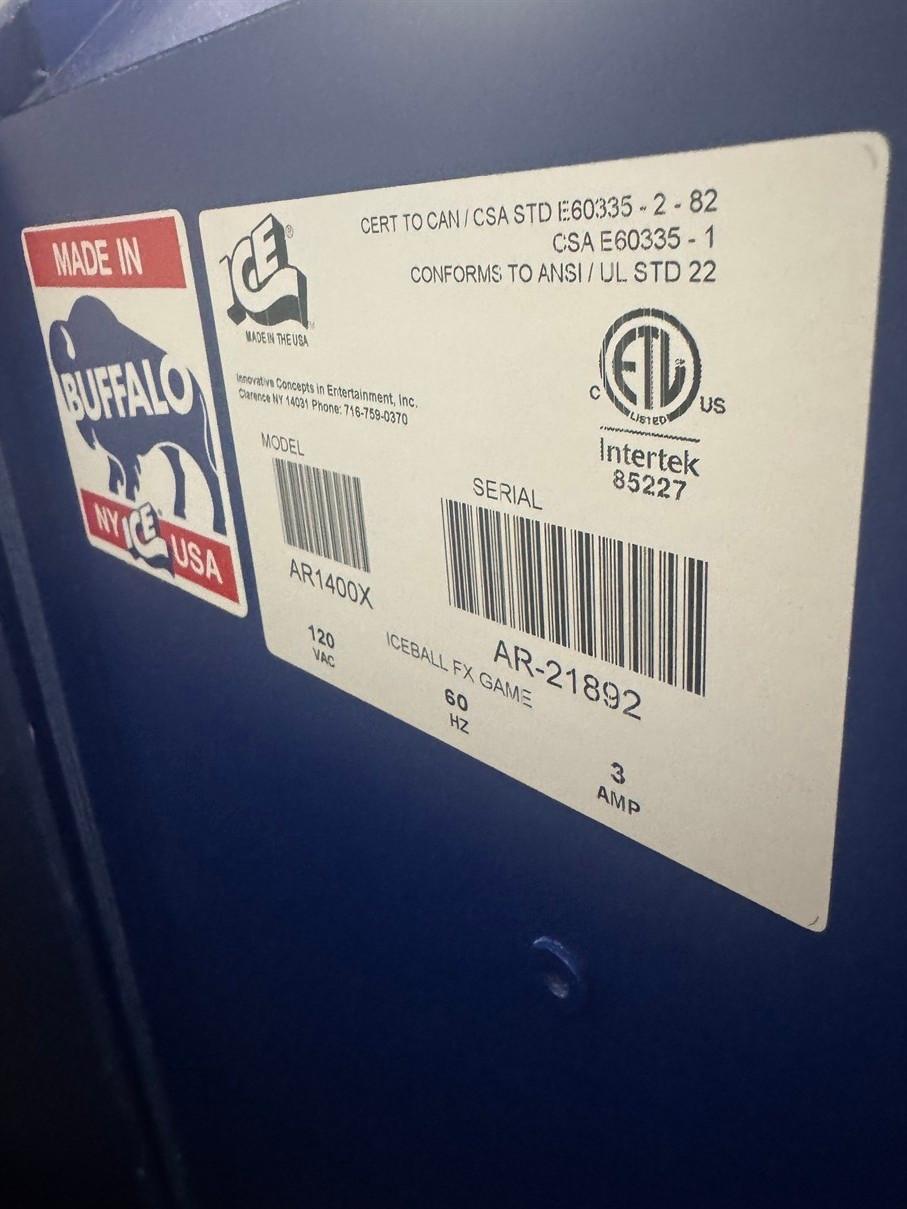 MADE IN
BUFFALO
NY ICE USA
ICE®
MADE IN THE USA
CERT TO CAN / CSA STD E60335 - 2 - 82
CSA E60335 - 1
CONFORMS TO ANSI / UL STD 22
Innovative Concepts in Entertainment, Inc.
Clarence NY 14031 Phone: 716-759-0370
C ETL US
LISTED
Intertek
85227
MODEL
AR1400X
SERIAL
AR-21892
ICEBALL FX GAME
120
VAC
60
HZ
3
AMP